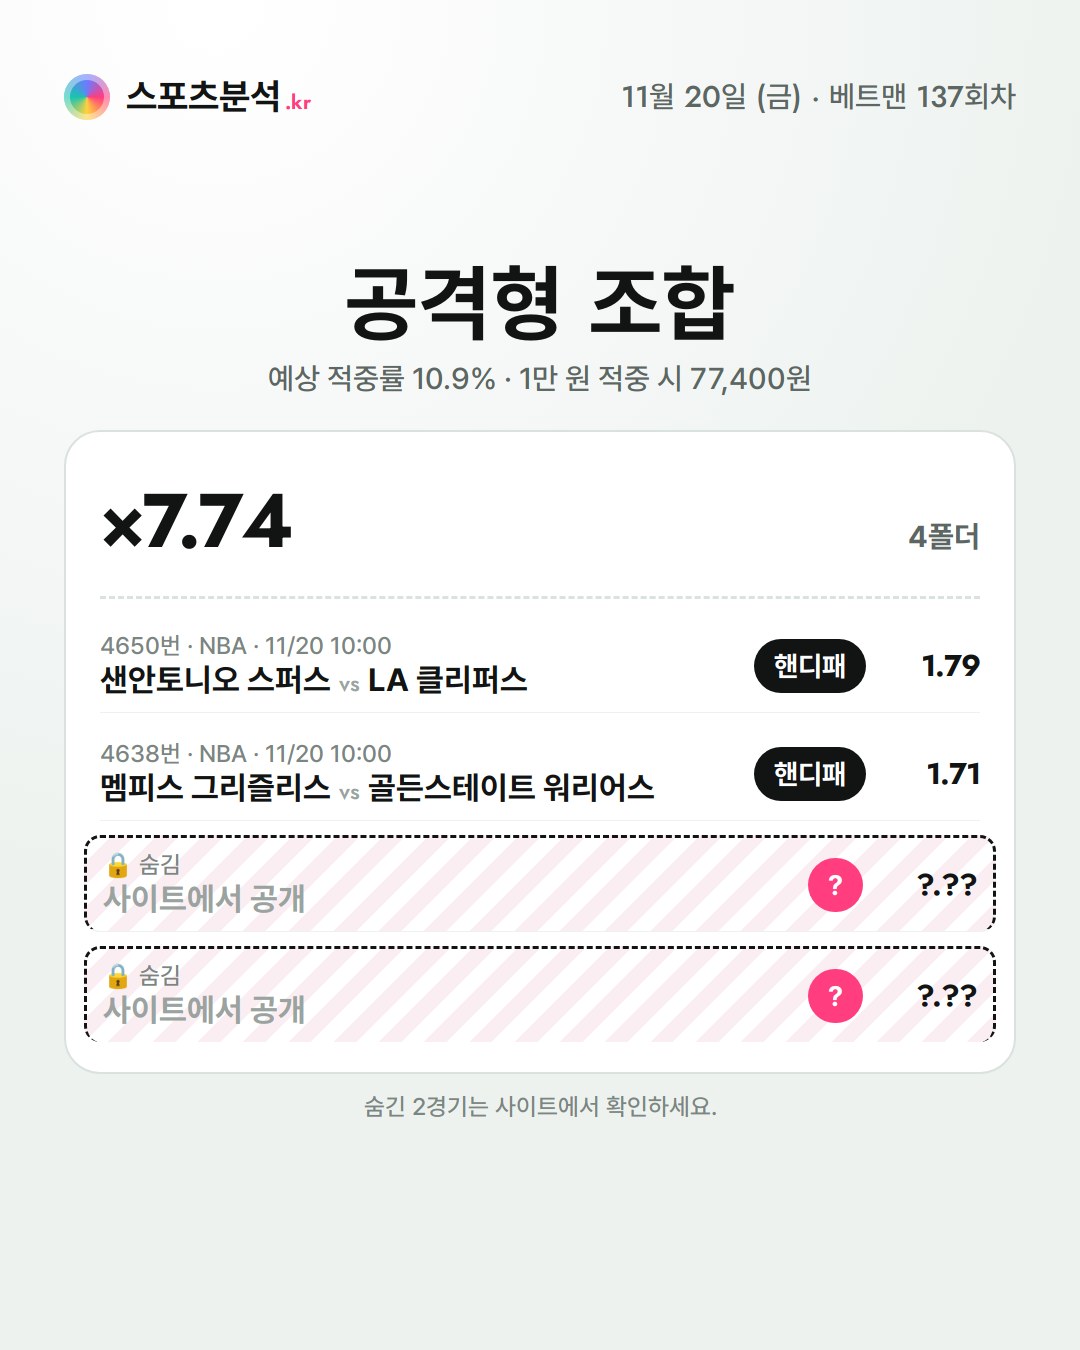 스포츠분석.kr
11월 20일 (금) · 베트맨 137회차
공격형 조합
예상 적중률 10.9% · 1만 원 적중 시 77,400원
×7.74
4폴더
4650번 · NBA · 11/20 10:00
샌안토니오 스퍼스 vs LA 클리퍼스
핸디패
1.79
4638번 · NBA · 11/20 10:00
멤피스 그리즐리스 vs 골든스테이트 워리어스
핸디패
1.71
🔒 숨김
사이트에서 공개
?
?.??
🔒 숨김
사이트에서 공개
?
?.??
숨긴 2경기는 사이트에서 확인하세요.